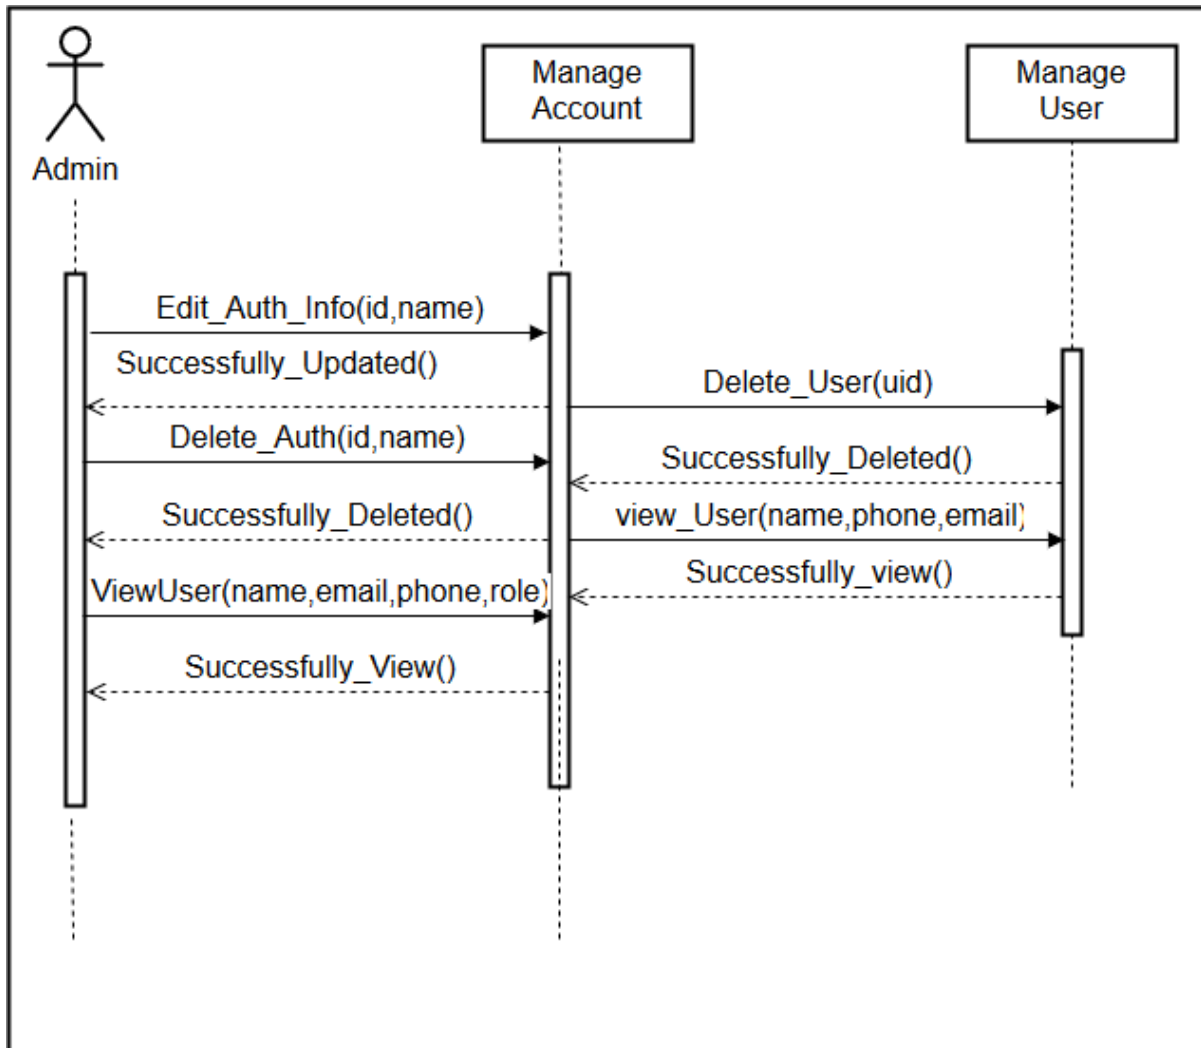 Admin
Manage
Account
Manage
User
Edit_Auth_Info(id,name)
Successfully_Updated()
Delete_User(uid)
Delete_Auth(id,name)
Successfully_Deleted()
Successfully_Deleted()
view_User(name,phone,email)
Successfully_view()
ViewUser(name,email,phone,role)
Successfully_View()